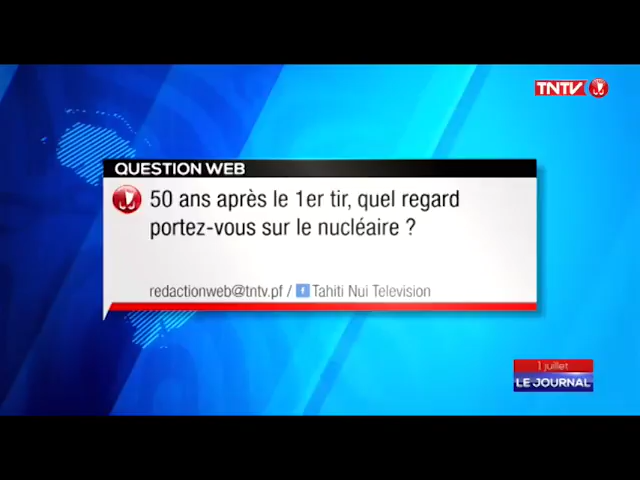 TNTV
QUESTION WEB
50 ans après le 1er tir, quel regard
portez-vous sur le nucléaire ?
redactionweb@tntv.pf / f Tahiti Nui Television
1 juillet
LE JOURNAL